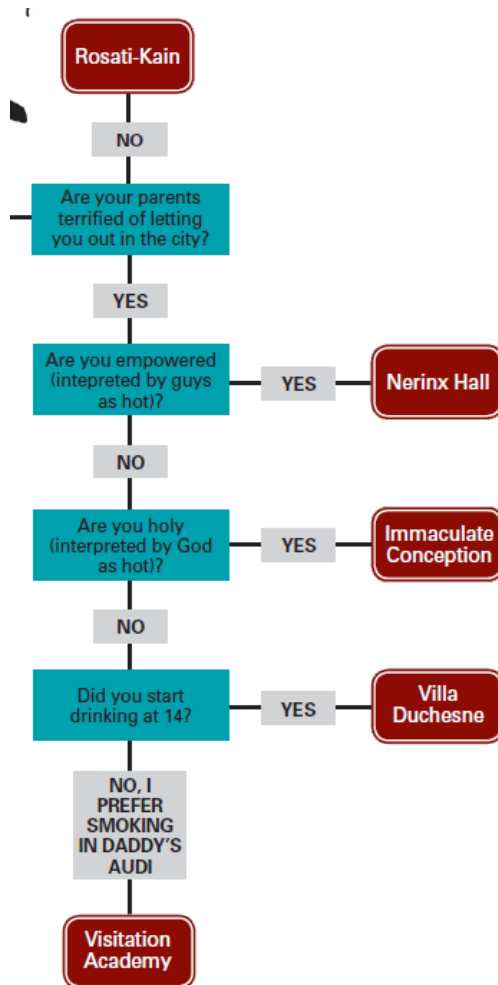 Rosati-Kain
NO
Are your parents
terrified of letting
you out in the city?
YES
Are you empowered
(intepreted by guys
as hot)?
YES
Nerinx Hall
NO
Are you holy
(interpreted by God
as hot)?
YES
Immaculate
Conception
NO
Did you start
drinking at 14?
YES
Villa
Duchesne
NO, I
PREFER
SMOKING
IN DADDY'S
AUDI
Visitation
Academy